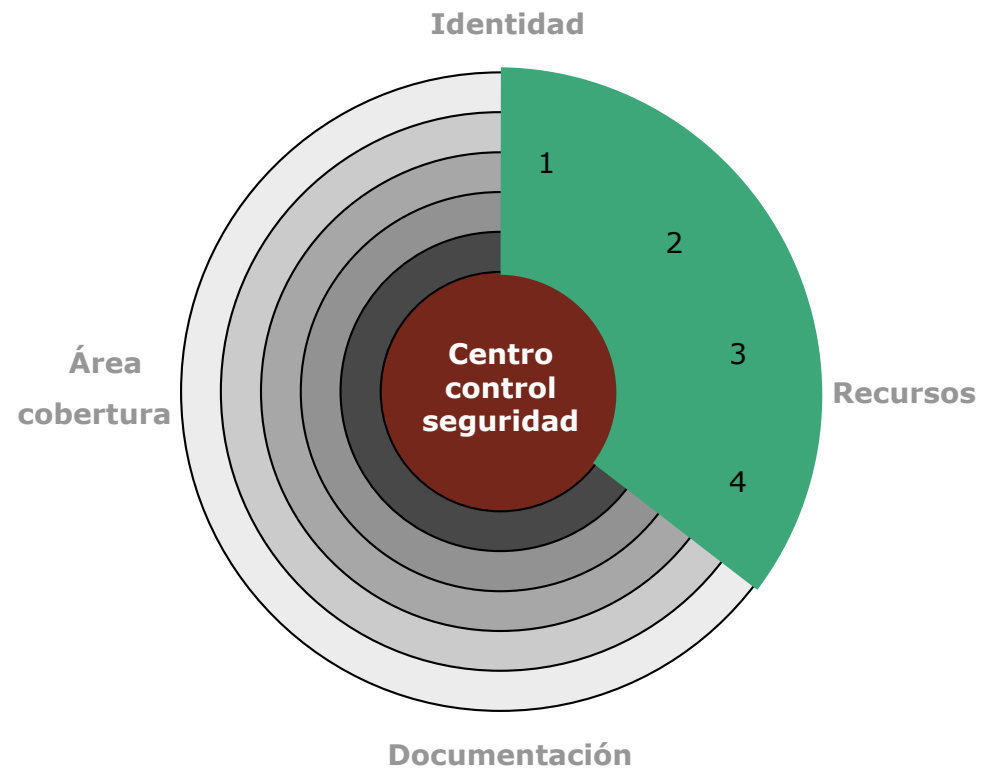 Identidad
1
2
3
4
Área
cobertura
Centro
control
seguridad
Recursos
Documentación